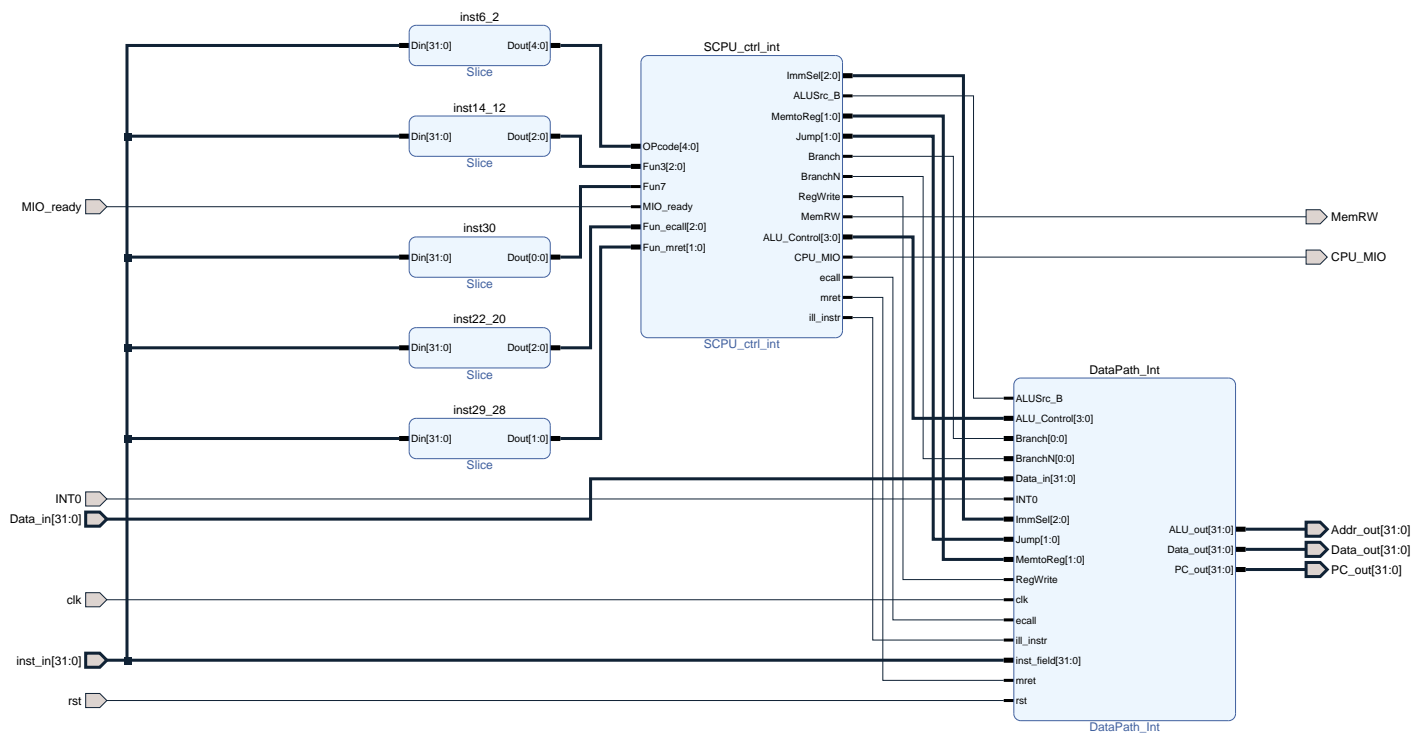 inst6_2
Din[31:0] Dout[4:0]
Slice
inst14_12
Din[31:0] Dout[2:0]
Slice
MIO_ready
inst30
Din[31:0] Dout[0:0]
Slice
inst22_20
Din[31:0] Dout[2:0]
Slice
inst29_28
Din[31:0] Dout[1:0]
Slice
SCPU_ctrl_int
OPcode[4:0]
Fun3[2:0]
Fun7
MIO_ready
Fun_ecall[2:0]
Fun_mret[1:0]
ImmSel[2:0]
ALUSrc_B
MemtoReg[1:0]
Jump[1:0]
Branch
BranchN
RegWrite
MemRW
ALU_Control[3:0]
CPU_MIO
ecall
mret
ill_instr
SCPU_ctrl_int
MemRW
CPU_MIO
INT0
Data_in[31:0]
clk
inst_in[31:0]
rst
DataPath_Int
ALUSrc_B
ALU_Control[3:0]
Branch[0:0]
BranchN[0:0]
Data_in[31:0]
INT0
ImmSel[2:0]
Jump[1:0]
MemtoReg[1:0]
RegWrite
clk
ecall
ill_instr
inst_field[31:0]
mret
rst
ALU_out[31:0]
Data_out[31:0]
PC_out[31:0]
DataPath_Int
Addr_out[31:0]
Data_out[31:0]
PC_out[31:0]